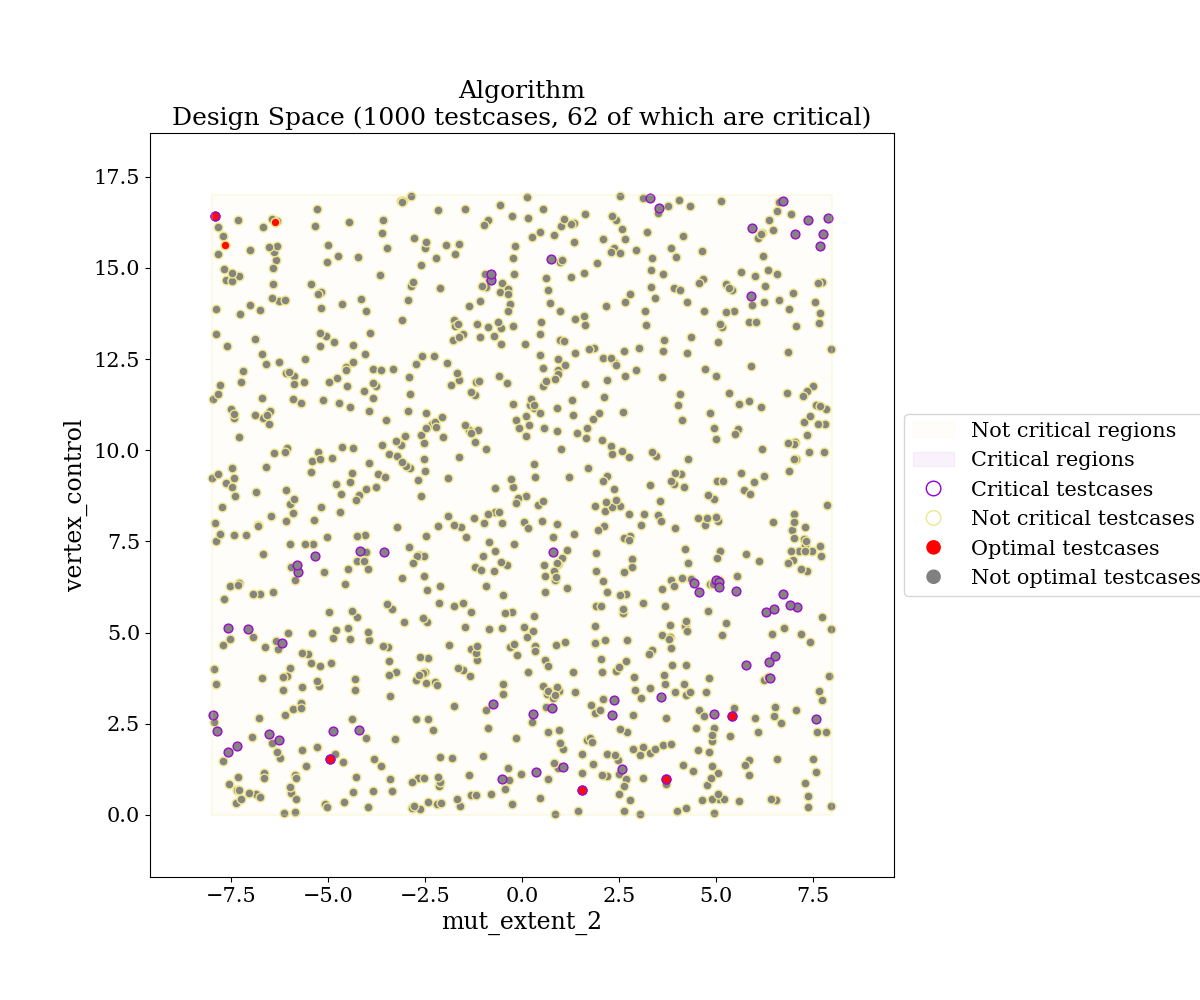 Algorithm
Design Space (1000 testcases, 62 of which are critical)
17.5
15.0
12.5
10.0
7.5
5.0
2.5
0.0
vertex_control
−7.5
−5.0
−2.5
0.0
2.5
5.0
7.5
mut_extent_2
Not critical regions
Critical regions
Critical testcases
Not critical testcases
Optimal testcases
Not optimal testcases